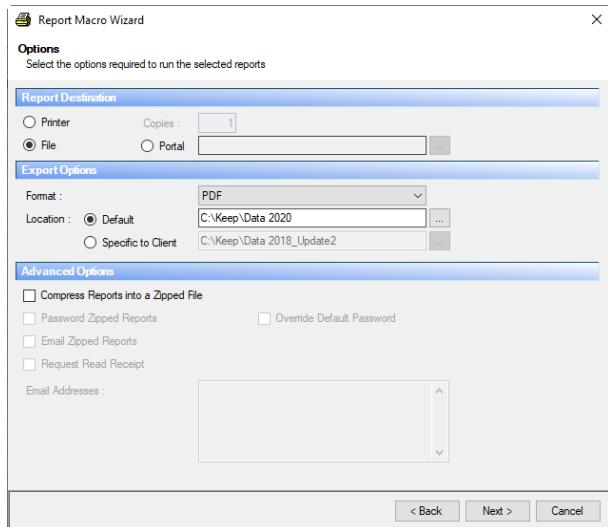 Report Macro Wizard
Options
Select the options required to run the selected reports
Report Destination
Printer Copies : 1
File Portal ...
Export Options
Format : PDF
Location : Default C:\Keep\Data 2020 ...
Specific to Client C:\Keep\Data 2018_Update2 ...
Advanced Options
Compress Reports into a Zipped File
Password Zipped Reports Override Default Password
Email Zipped Reports
Request Read Receipt
Email Addresses :
< Back Next > Cancel